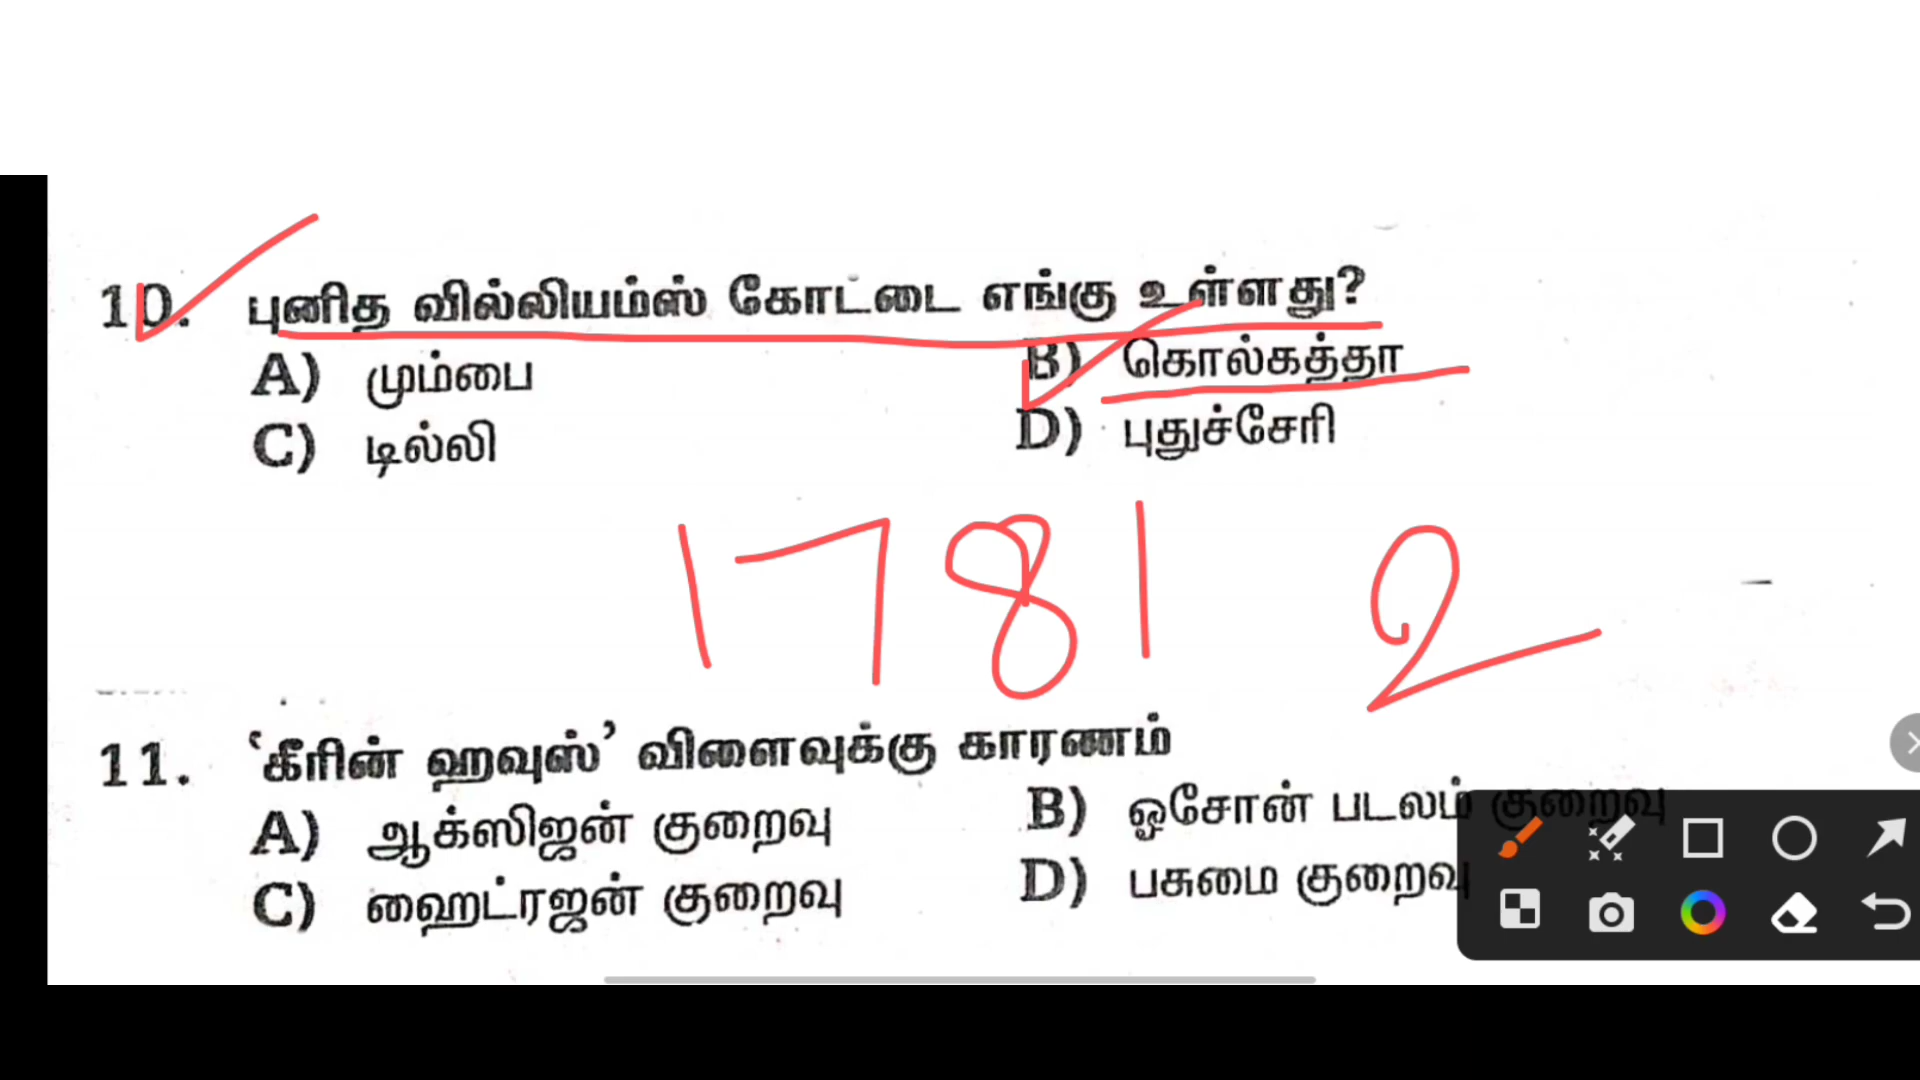 10. புனித வில்லியம்ஸ் கோட்டை எங்கு உள்ளது?
A) மும்பை B) கொல்கத்தா
C) டில்லி D) புதுச்சேரி
1781 2
11. ‘கீரின் ஹவுஸ்’ விளைவுக்கு காரணம்
A) ஆக்ஸிஜன் குறைவு B) ஓசோன் படலம் குறைவு
C) ஹைட்ரஜன் குறைவு D) பசுமை குறைவு